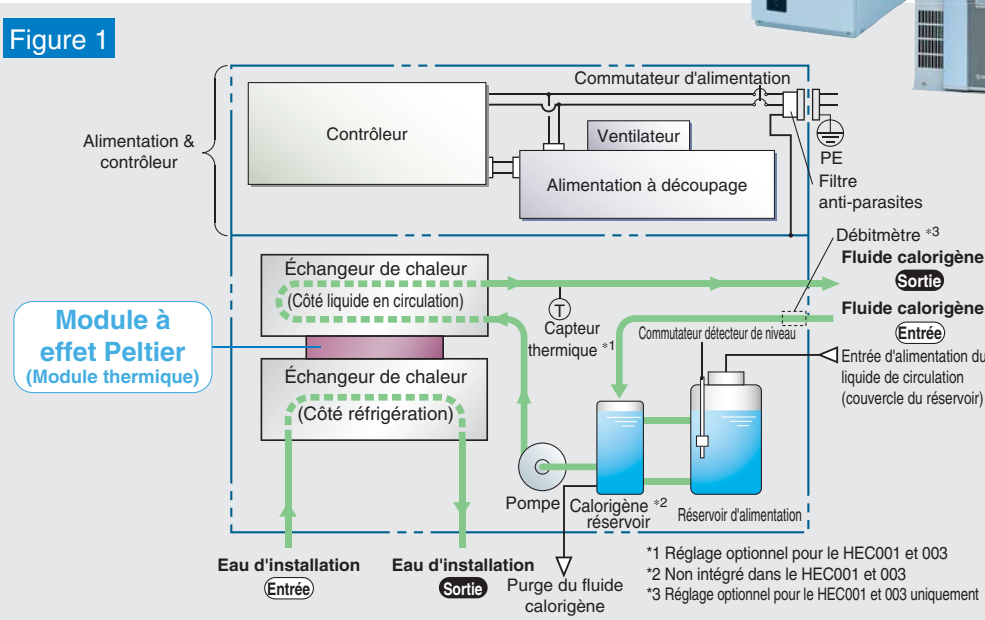 Figure 1
Commutateur d'alimentation
Alimentation &
contrôleur
Contrôleur
Ventilateur
Alimentation à découpage
PE
Filtre
anti-parasites
Débitmètre *3
Fluide calorigène
Sortie
Fluide calorigène
Entrée
Échangeur de chaleur
(Côté liquide en circulation)
T
Capteur
thermique *1
Commutateur détecteur de niveau
Entrée d'alimentation du
liquide de circulation
(couvercle du réservoir)
Module à
effet Peltier
(Module thermique)
Échangeur de chaleur
(Côté réfrigération)
Pompe
Calorigène *2
réservoir
Réservoir d'alimentation
Eau d'installation
Entrée
Eau d'installation
Sortie
Purge du fluide
calorigène
*1 Réglage optionnel pour le HEC001 et 003
*2 Non intégré dans le HEC001 et 003
*3 Réglage optionnel pour le HEC001 et 003 uniquement